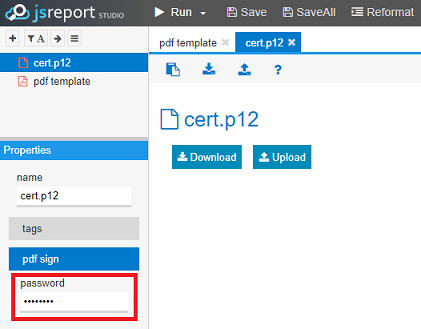 jsreport STUDIO
Run Save SaveAll Reformat
A
pdf template cert.p12
cert.p12
pdf template
cert.p12
Download Upload
Properties
name
cert.p12
tags
pdf sign
password
••••••••